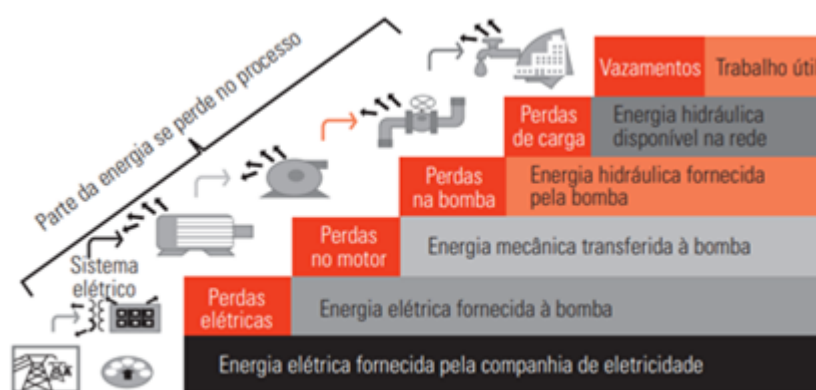 Parte da energia se perde no processo
Vazamentos
Trabalho útil
Perdas
de carga
Energia hidráulica
disponível na rede
Perdas
na bomba
Energia hidráulica fornecida
pela bomba
Perdas
no motor
Energia mecânica transferida à bomba
Sistema
elétrico
Perdas
elétricas
Energia elétrica fornecida à bomba
Energia elétrica fornecida pela companhia de eletricidade